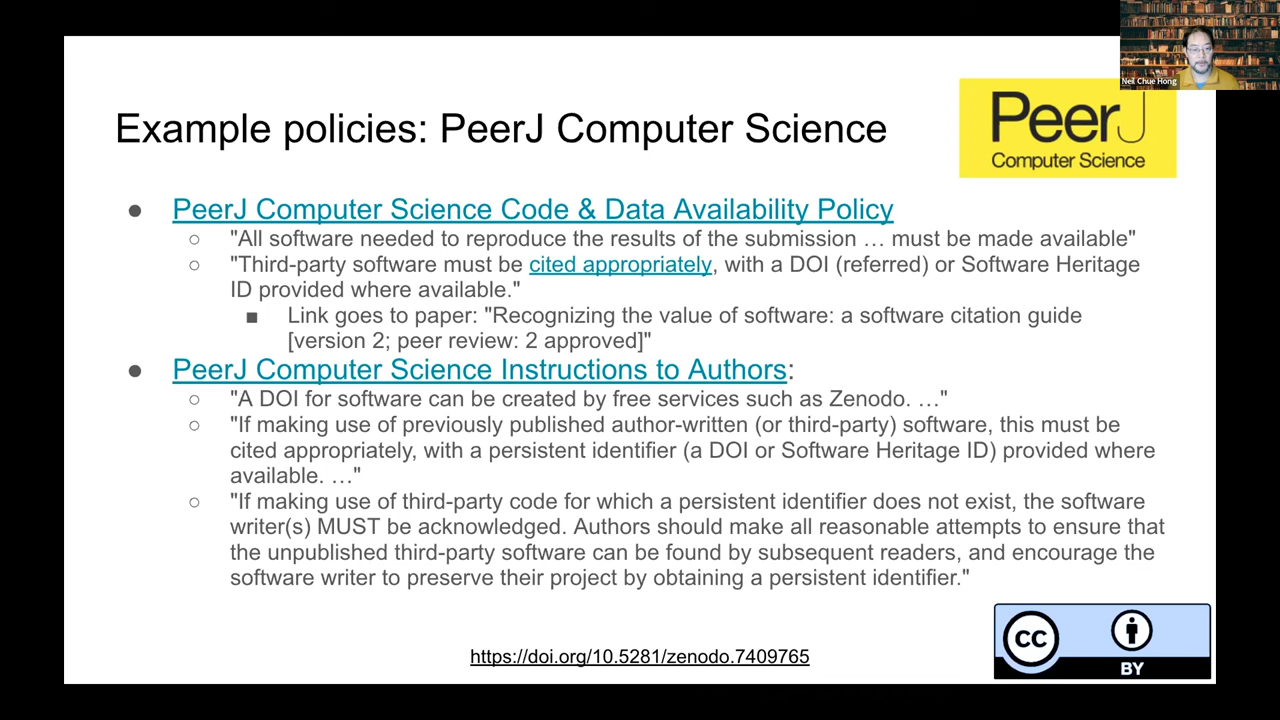 Neil Chue Hong
PeerJ
Computer Science
Example policies: PeerJ Computer Science
● PeerJ Computer Science Code & Data Availability Policy
○ "All software needed to reproduce the results of the submission … must be made available"
○ "Third-party software must be cited appropriately, with a DOI (referred) or Software Heritage
ID provided where available."
■ Link goes to paper: "Recognizing the value of software: a software citation guide
[version 2; peer review: 2 approved]"
● PeerJ Computer Science Instructions to Authors:
○ "A DOI for software can be created by free services such as Zenodo. …"
○ "If making use of previously published author-written (or third-party) software, this must be
cited appropriately, with a persistent identifier (a DOI or Software Heritage ID) provided where
available. …"
○ "If making use of third-party code for which a persistent identifier does not exist, the software
writer(s) MUST be acknowledged. Authors should make all reasonable attempts to ensure that
the unpublished third-party software can be found by subsequent readers, and encourage the
software writer to preserve their project by obtaining a persistent identifier."
https://doi.org/10.5281/zenodo.7409765
CC
BY